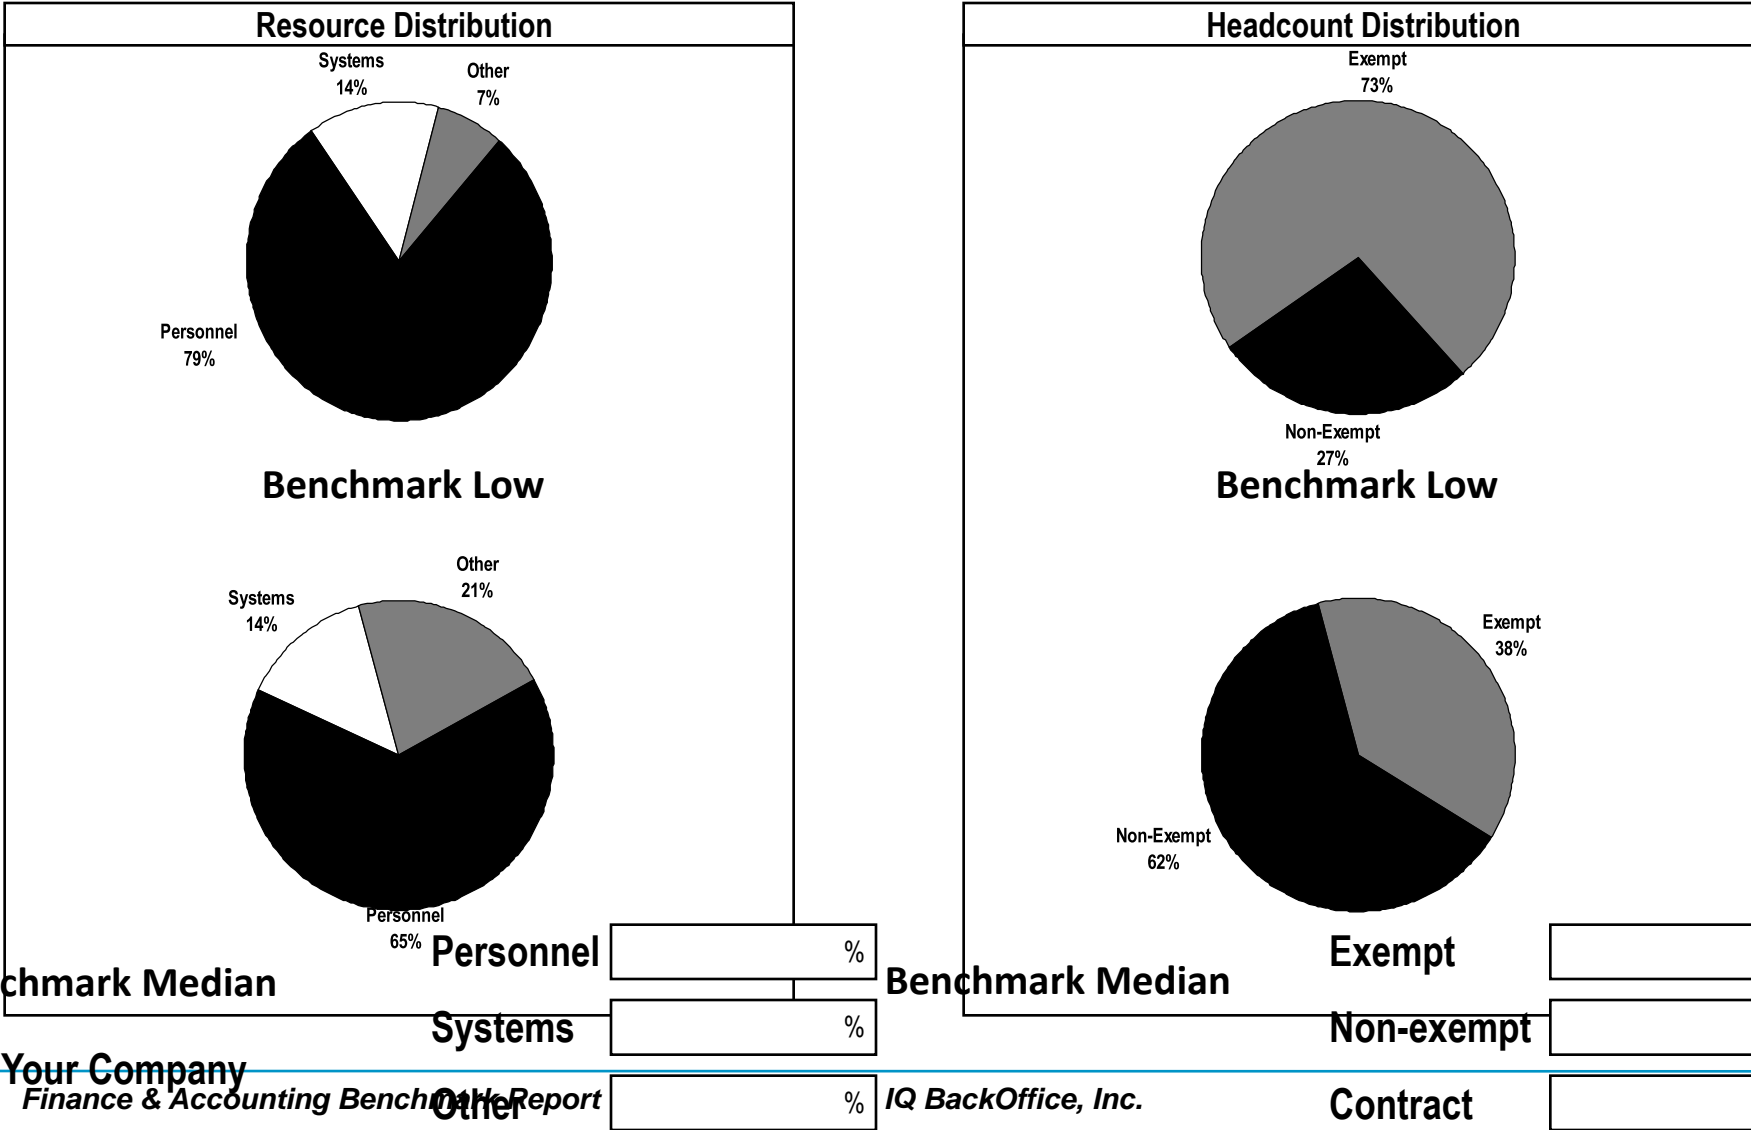 Resource Distribution
Systems
14%
Other
7%
Personnel
79%
Benchmark Low
Other
21%
Systems
14%
Personnel
65%
chmark Median
Your Company
Personnel
%
Systems
%
Other
%
Headcount Distribution
Exempt
73%
Non-Exempt
27%
Benchmark Low
Exempt
38%
Non-Exempt
62%
Benchmark Median
Exempt
Non-exempt
Contract
Finance & Accounting Benchmark Report
IQ BackOffice, Inc.